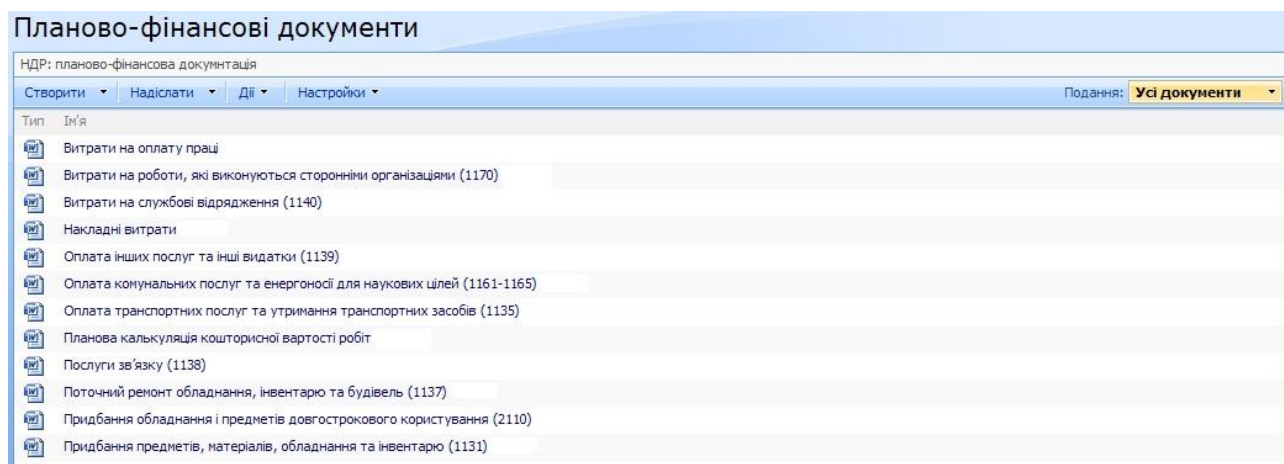 Планово-фінансові документи
НДР: планово-фінансова докумнтація
Створити Надіслати Дії Настройки Подання: Усі документи
Тип Ім'я
Витрати на оплату праці
Витрати на роботи, які виконуються сторонніми організаціями (1170)
Витрати на службові відрядження (1140)
Накладні витрати
Оплата інших послуг та інші видатки (1139)
Оплата комунальних послуг та енергоносії для наукових цілей (1161-1165)
Оплата транспортних послуг та утримання транспортних засобів (1135)
Планова калькуляція кошторисної вартості робіт
Послуги зв’язку (1138)
Поточний ремонт обладнання, інвентарю та будівель (1137)
Придбання обладнання і предметів довгострокового користування (2110)
Придбання предметів, матеріалів, обладнання та інвентарю (1131)